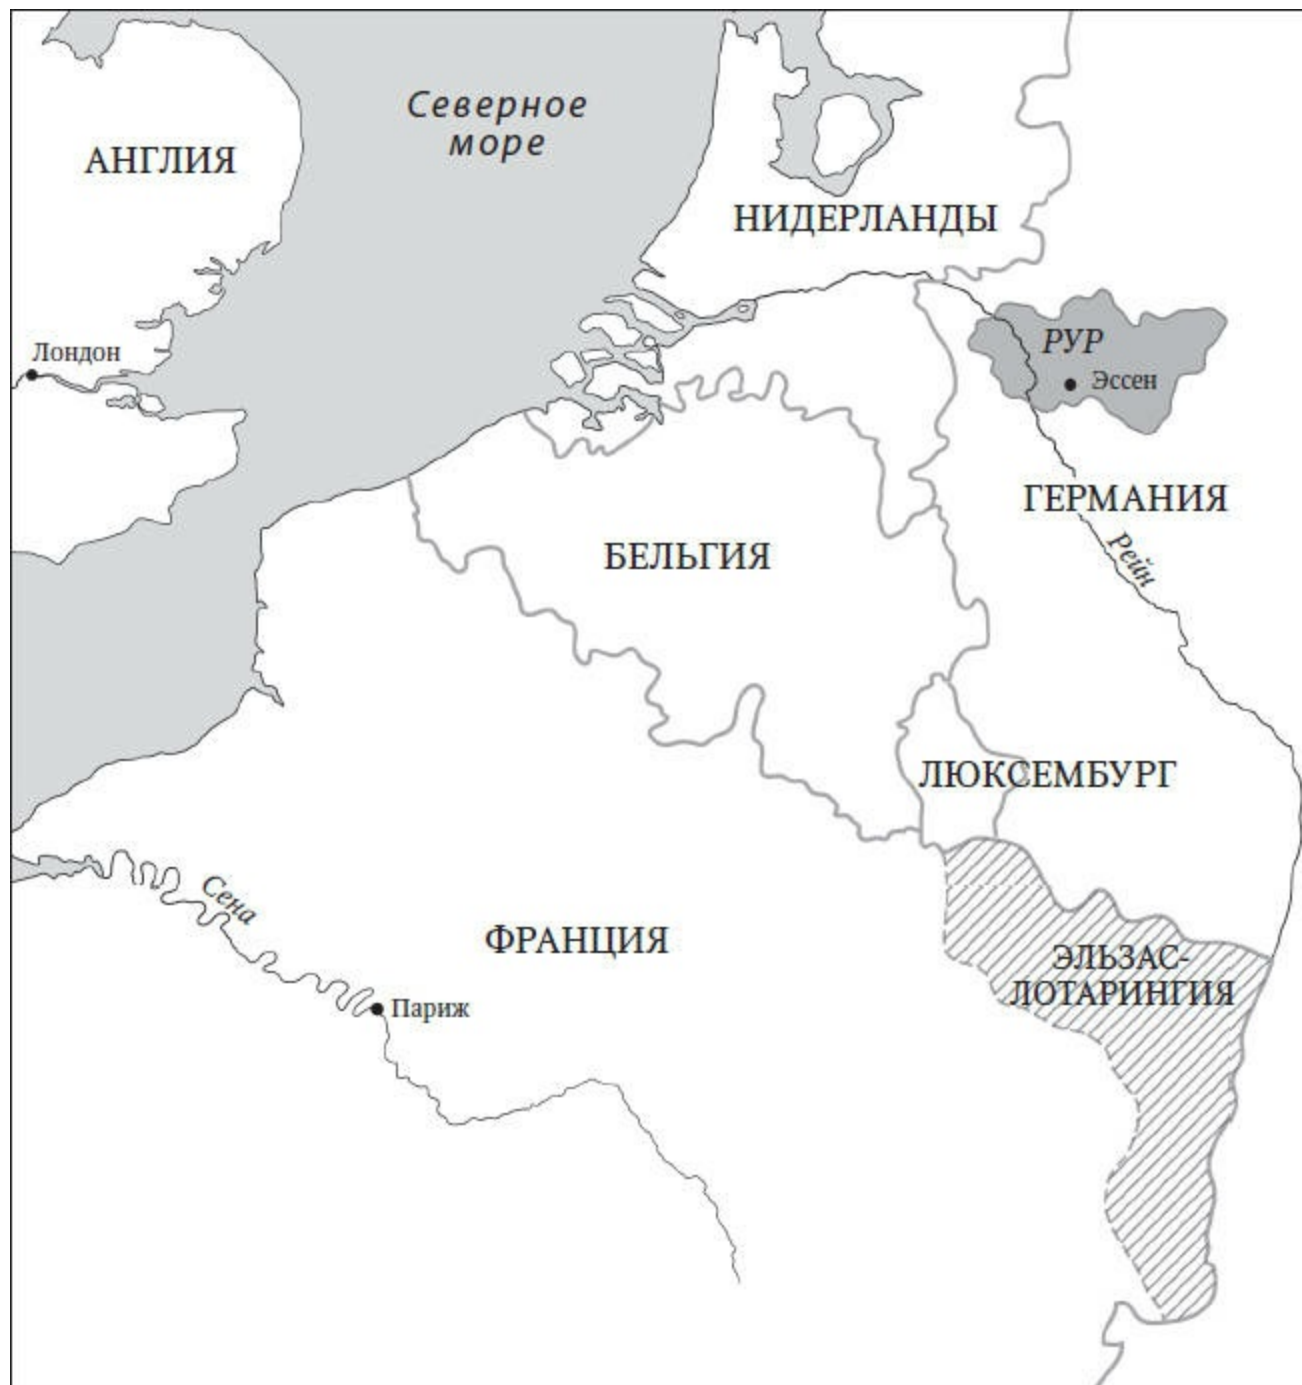 Северное
море
АНГЛИЯ
НИДЕРЛАНДЫ
Лондон
РУР
Эссен
ГЕРМАНИЯ
БЕЛЬГИЯ
Рейн
ЛЮКСЕМБУРГ
Сена
ФРАНЦИЯ
ЭЛЬЗАС-
ЛОТАРИНГИЯ
Париж